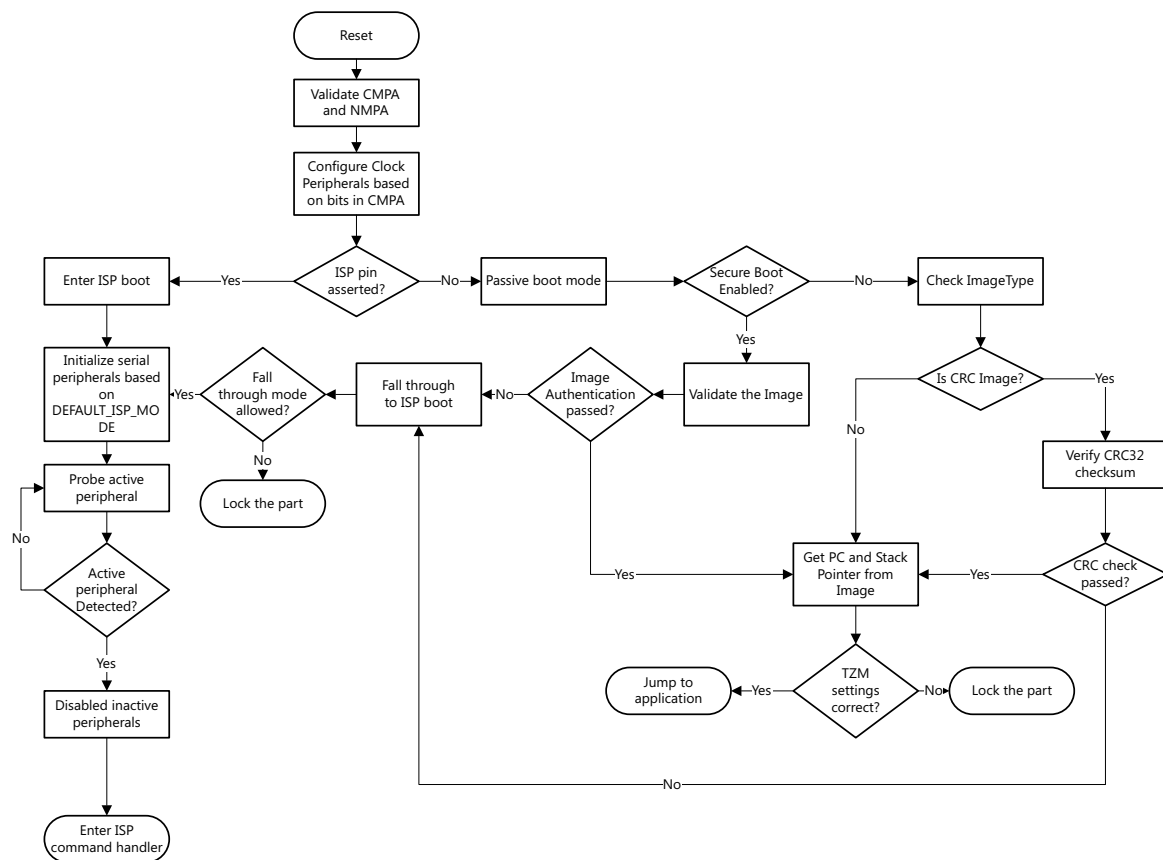 Reset
Validate CMPA
and NMPA
Configure Clock
Peripherals based
on bits in CMPA
Enter ISP boot
Yes
ISP pin
asserted?
No
Passive boot mode
Secure Boot
Enabled?
No
Check ImageType
Yes
Initialize serial
peripherals based
on
DEFAULT_ISP_MO
DE
Yes
Fall
through mode
allowed?
Fall through
to ISP boot
No
Image
Authentication
passed?
Validate the Image
Is CRC Image?
Yes
No
No
Verify CRC32
checksum
Probe active
peripheral
Lock the part
No
Active
peripheral
Detected?
Yes
Get PC and Stack
Pointer from
Image
Yes
CRC check
passed?
Yes
Jump to
application
Yes
TZM
settings
correct?
No
Lock the part
Disabled inactive
peripherals
No
Enter ISP
command handler